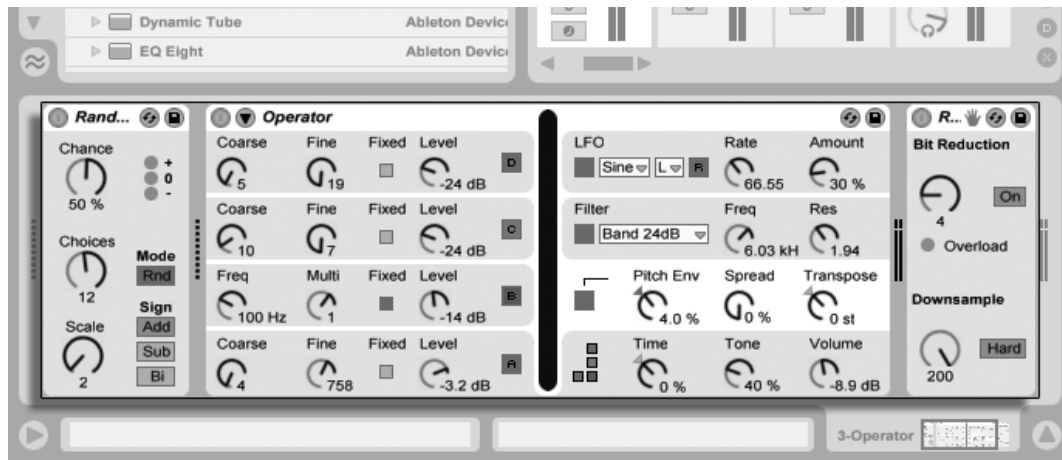 Dynamic Tube Ableton Device
EQ Eight Ableton Device
D
X
Rand...
Chance
50 %
+
0
-
Choices
12
Mode
Rnd
Sign
Scale
2
Add
Sub
Bi
Operator
Coarse Fine Fixed Level
5 19 -24 dB D
Coarse Fine Fixed Level
10 7 -24 dB C
Freq Multi Fixed Level
100 Hz 1 -14 dB B
Coarse Fine Fixed Level
4 758 -3.2 dB A
LFO Rate Amount
Sine L R 66.55 30 %
Filter Freq Res
Band 24dB 6.03 kH 1.94
Pitch Env Spread Transpose
4.0 % 0 % 0 st
Time Tone Volume
0 % 40 % -8.9 dB
R...
Bit Reduction
4
On
Overload
Downsample
200
Hard
3-Operator